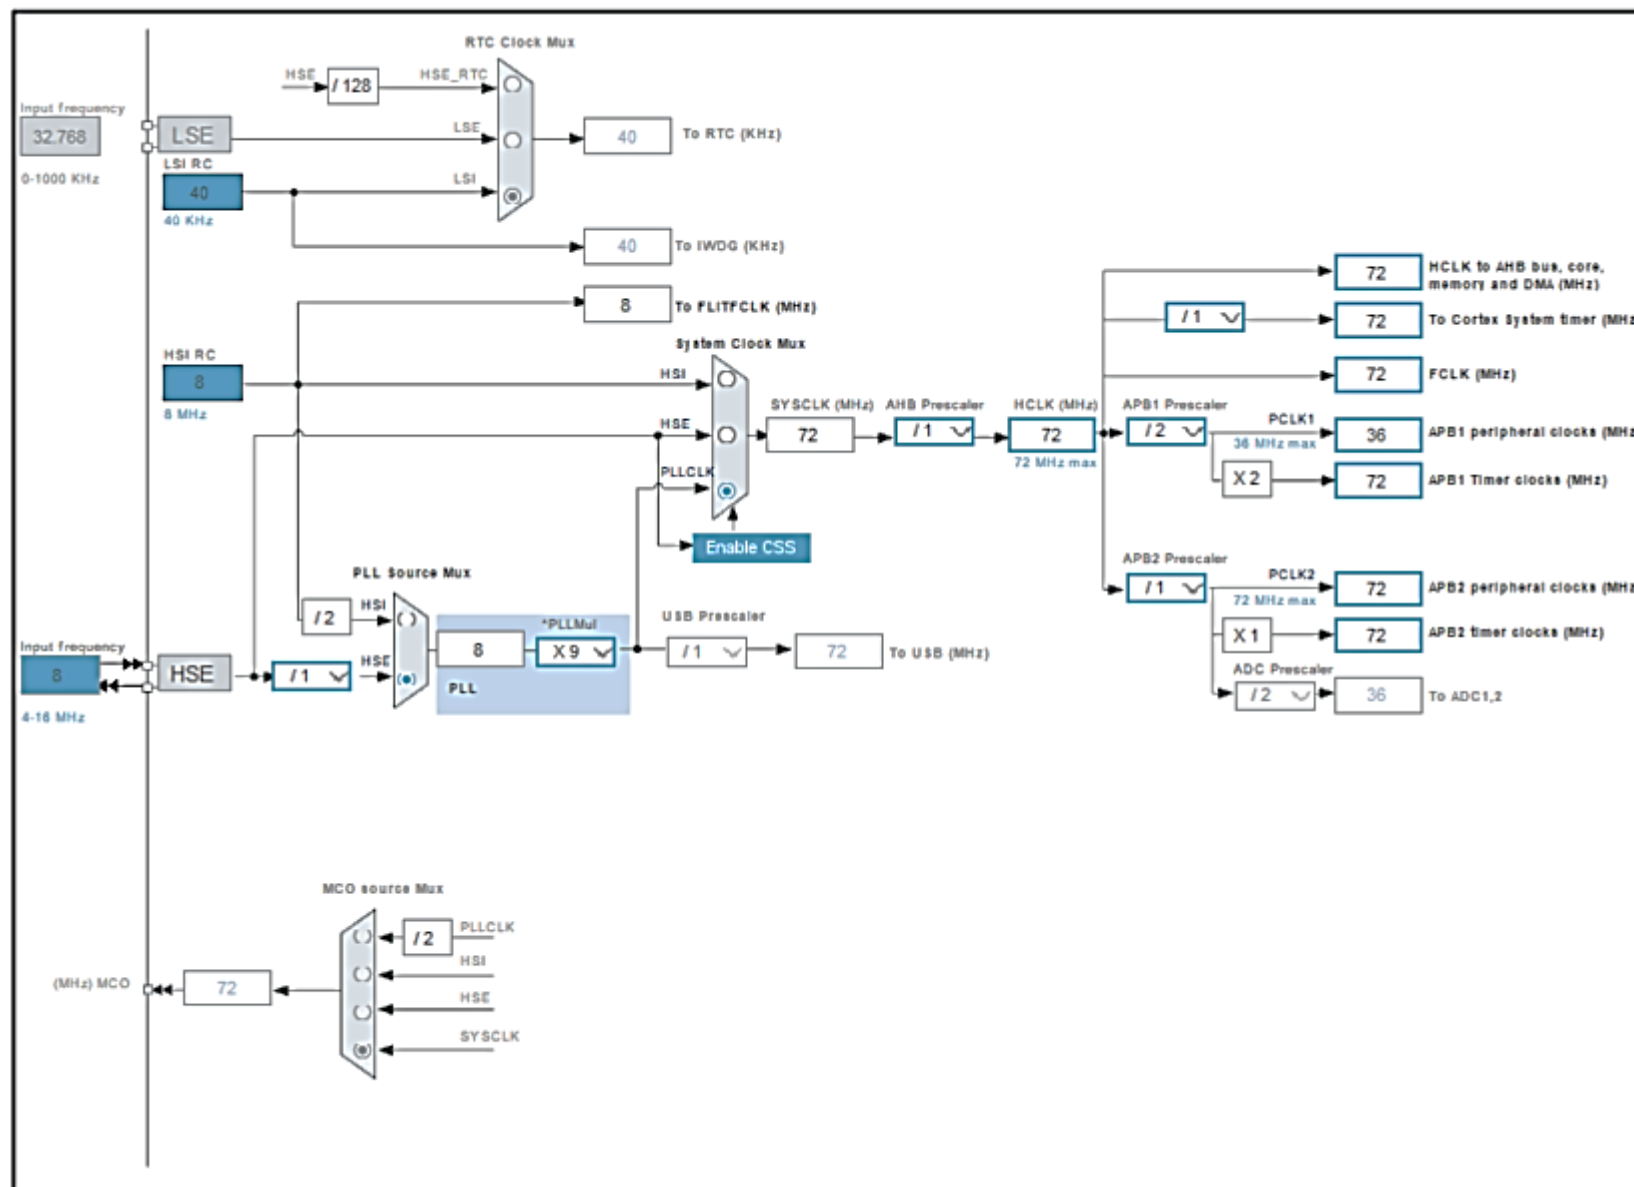 RTC Clock Mux
HSE
/ 128
HSE_RTC
Input frequency
32.768
0-1000 KHz
LSE
LSE
40
To RTC (KHz)
LSI RC
40
40 KHz
LSI
40
To IWDG (KHz)
8
To FLITFCLK (MHz)
HSI RC
8
8 MHz
System Clock Mux
HSI
HSE
PLLCLK
Enable CSS
SYSCLK (MHz)
72
AHB Prescaler
/ 1
HCLK (MHz)
72
72 MHz max
72
HCLK to AHB bus, core,
memory and DMA (MHz)
/ 1
72
To Cortex System timer (MHz
72
FCLK (MHz)
APB1 Prescaler
/ 2
PCLK1
36 MHz max
36
APB1 peripheral clocks (MHz
X 2
72
APB1 Timer clocks (MHz)
APB2 Prescaler
/ 1
PCLK2
72 MHz max
72
APB2 peripheral clocks (MHz
X 1
72
APB2 timer clocks (MHz)
ADC Prescaler
/ 2
36
To ADC1,2
PLL Source Mux
/ 2
HSI
Input frequency
8
4-16 MHz
HSE
/ 1
HSE
8
*PLLMul
X 9
PLL
USB Prescaler
/ 1
72
To USB (MHz)
MCO source Mux
/ 2
PLLCLK
HSI
HSE
SYSCLK
(MHz) MCO
72